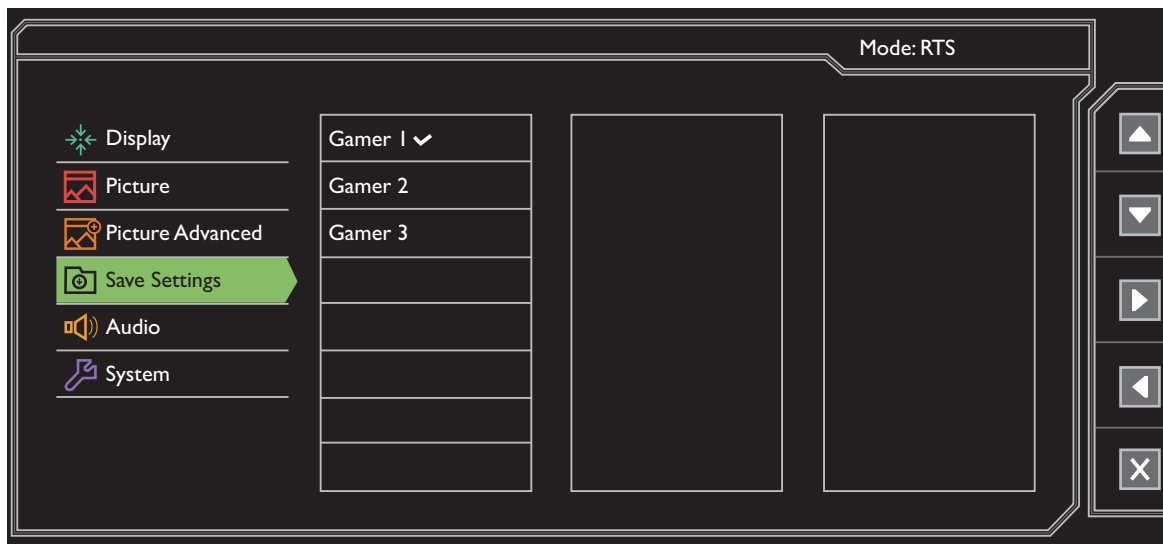 Mode: RTS
Display
Picture
Picture Advanced
Save Settings
Audio
System
Gamer 1
Gamer 2
Gamer 3